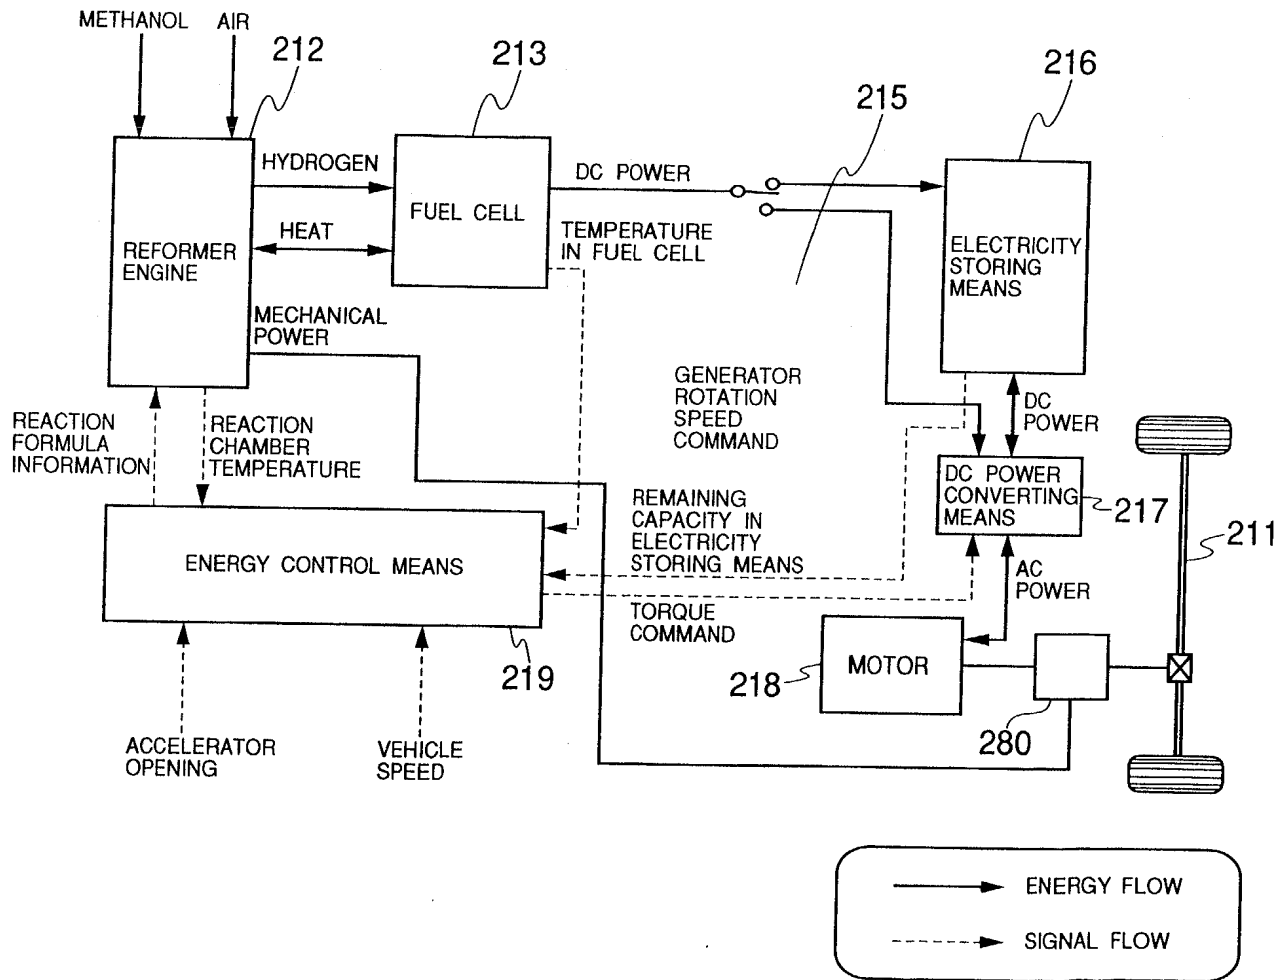 METHANOL AIR
212
213
215
216
REFORMER
ENGINE
HYDROGEN
HEAT
FUEL CELL
DC POWER
TEMPERATURE
IN FUEL CELL
ELECTRICITY
STORING
MEANS
MECHANICAL
POWER
GENERATOR
ROTATION
SPEED
COMMAND
DC
POWER
REACTION
FORMULA
INFORMATION
REACTION
CHAMBER
TEMPERATURE
DC POWER
CONVERTING
MEANS
217
211
ENERGY CONTROL MEANS
REMAINING
CAPACITY IN
ELECTRICITY
STORING MEANS
AC
POWER
TORQUE
COMMAND
219
218
MOTOR
280
ACCELERATOR
OPENING
VEHICLE
SPEED
ENERGY FLOW
SIGNAL FLOW